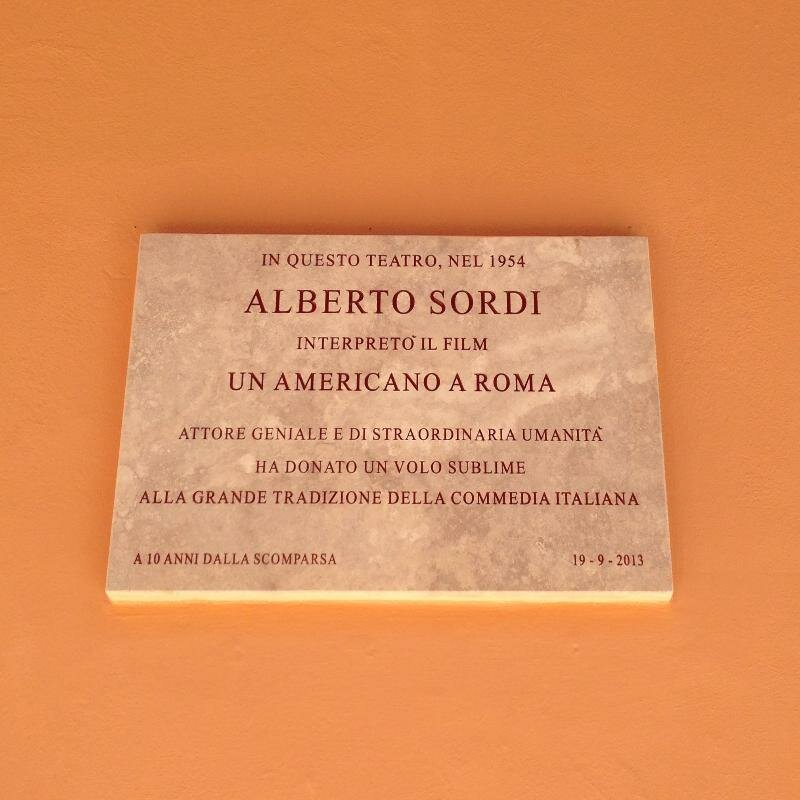 IN QUESTO TEATRO, NEL 1954
ALBERTO SORDI
INTERPRETÒ IL FILM
UN AMERICANO A ROMA
ATTORE GENIALE E DI STRAORDINARIA UMANITÀ
HA DONATO UN VOLO SUBLIME
ALLA GRANDE TRADIZIONE DELLA COMMEDIA ITALIANA
A 10 ANNI DALLA SCOMPARSA 19 - 9 - 2013